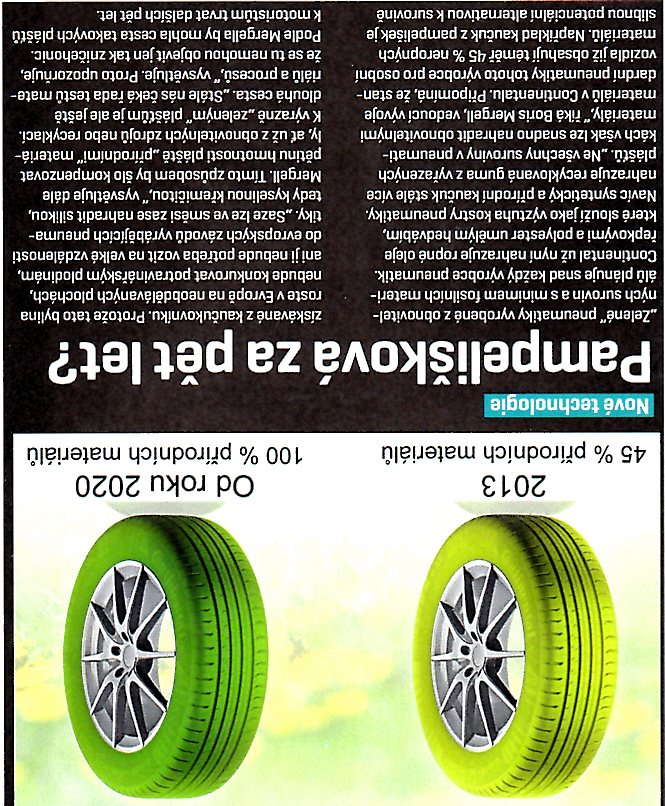 2013
45 % přírodních materiálů
Od roku 2020
100 % přírodních materiálů
Nové technologie
Pampelišková za pět let?
„Zelené“ pneumatiky vyrobené z obnovitel-
ných surovin a s minimem fosilních materi-
álů plánuje snad každý výrobce pneumatik.
Continental už nyní nahrazuje ropné oleje
řepkovými a polyester umělým hedvábím,
které slouží jako výztuha kostry pneumatiky.
Navíc syntetický a přírodní kaučuk stále více
nahrazuje recyklovaná guma z vyřazených
plášťů. „Ne všechny suroviny v pneumati-
kách však lze snadno nahradit obnovitelnými
materiály,“ říká Boris Mergell, vedoucí vývoje
materiálů v Continentalu. Připomíná, že stan-
dardní pneumatiky tohoto výrobce pro osobní
vozidla již obsahují téměř 45 % neropných
materiálů. Například kaučuk z pampelišek je
slibnou potenciální alternativou k surovině
získávané z kaučukovníku. Protože tato bylina
roste v Evropě na neobdělávaných plochách,
nebude konkurovat potravinářským plodinám,
ani ji nebude potřeba vozit na velké vzdálenosti
do evropských závodů vyrábějících pneuma-
tiky. „Saze lze ve směsi zase nahradit silikou,
tedy kyselinou křemičitou,“ vysvětluje dále
Mergell. Tímto způsobem by šlo kompenzovat
pětinu hmotnosti pláště „přírodními“ materiá-
ly, ať už z obnovitelných zdrojů nebo recyklací.
K výrazně „zeleným“ plášťům je ale ještě
dlouhá cesta. „Stále nás čeká řada testů mate-
riálů a procesů,“ vysvětluje. Proto upozorňuje,
že se tu nemohou objevit jen tak zničehonic.
Podle Mergella by mohla cesta takových plášťů
k motoristům trvat dalších pět let.